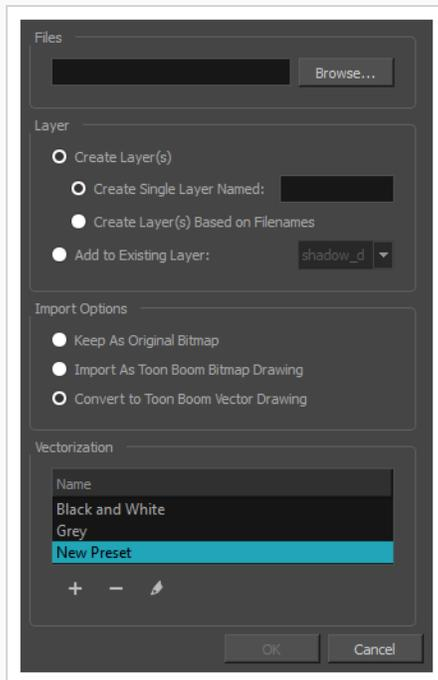 Files
Browse...
Layer
Create Layer(s)
Create Single Layer Named:
Create Layer(s) Based on Filenames
Add to Existing Layer: shadow_d
Import Options
Keep As Original Bitmap
Import As Toon Boom Bitmap Drawing
Convert to Toon Boom Vector Drawing
Vectorization
Name
Black and White
Grey
New Preset
OK Cancel